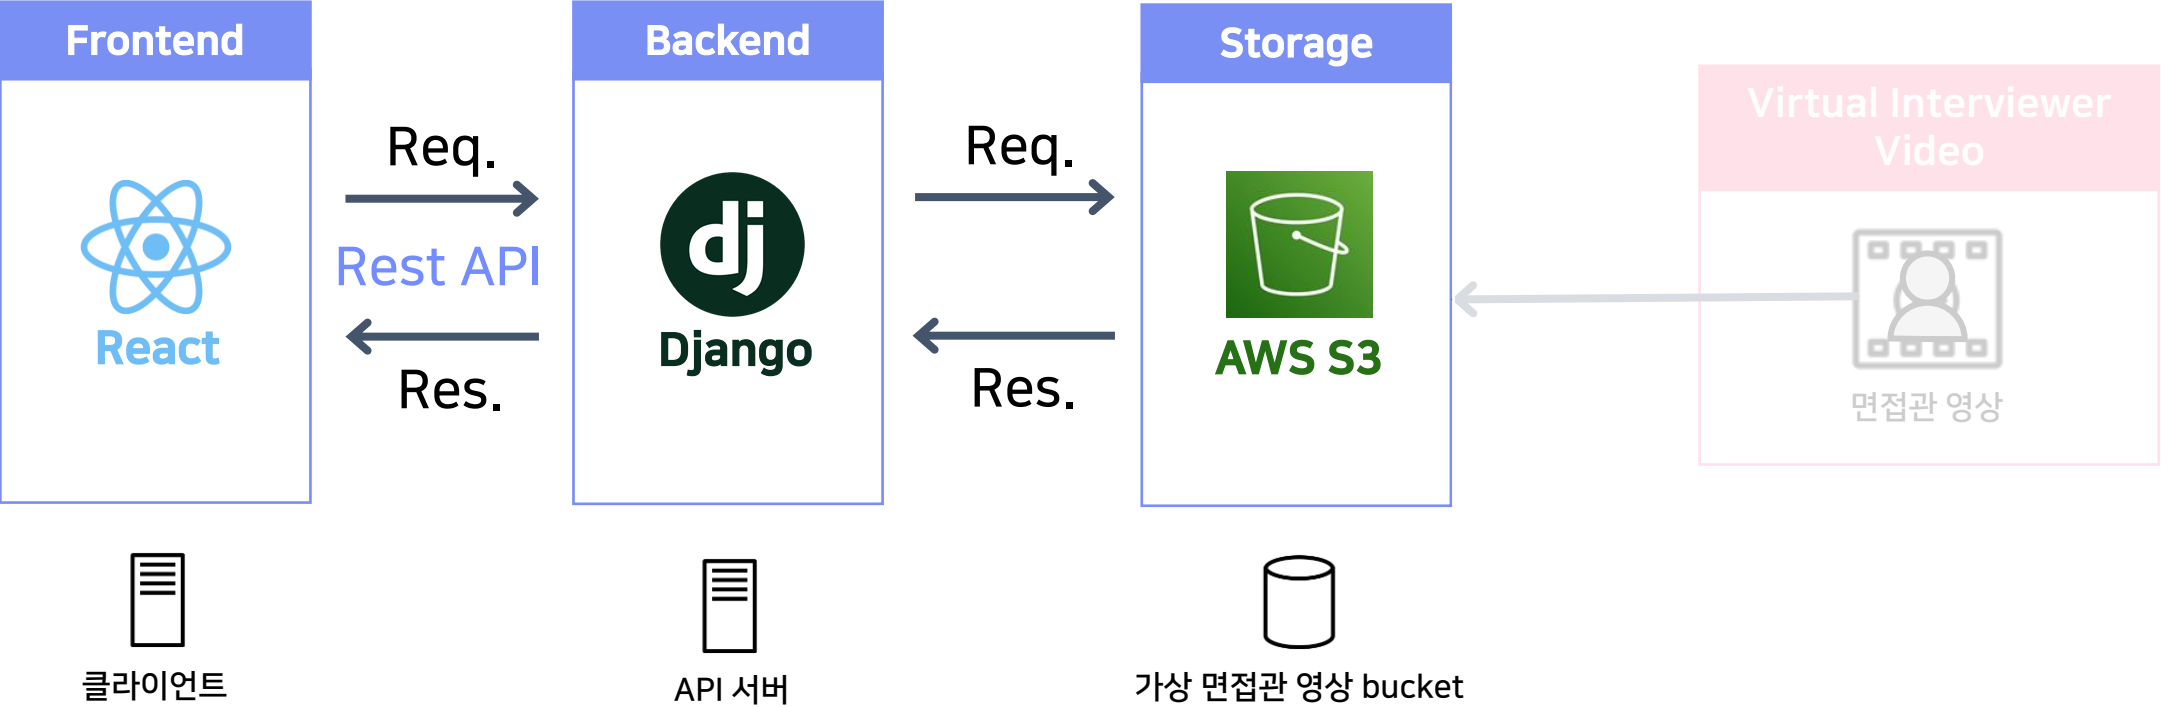 Frontend
Backend
Storage
Virtual Interviewer
Video
Req.
Req.
Rest API
dj
React
Django
AWS S3
Res.
Res.
면접관 영상
클라이언트
API 서버
가상 면접관 영상 bucket